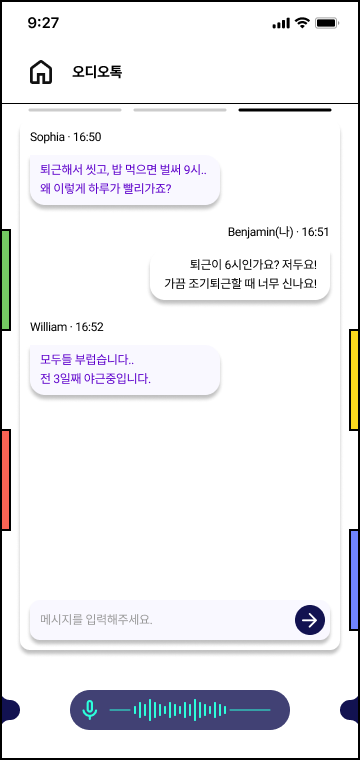 9:27
오디오톡
Sophia · 16:50
퇴근해서 씻고, 밥 먹으면 벌써 9시..
왜 이렇게 하루가 빨리가죠?
Benjamin(나) · 16:51
퇴근이 6시인가요? 저두요!
가끔 조기퇴근할 때 너무 신나요!
William · 16:52
모두들 부럽습니다..
전 3일째 야근중입니다.
메시지를 입력해주세요.